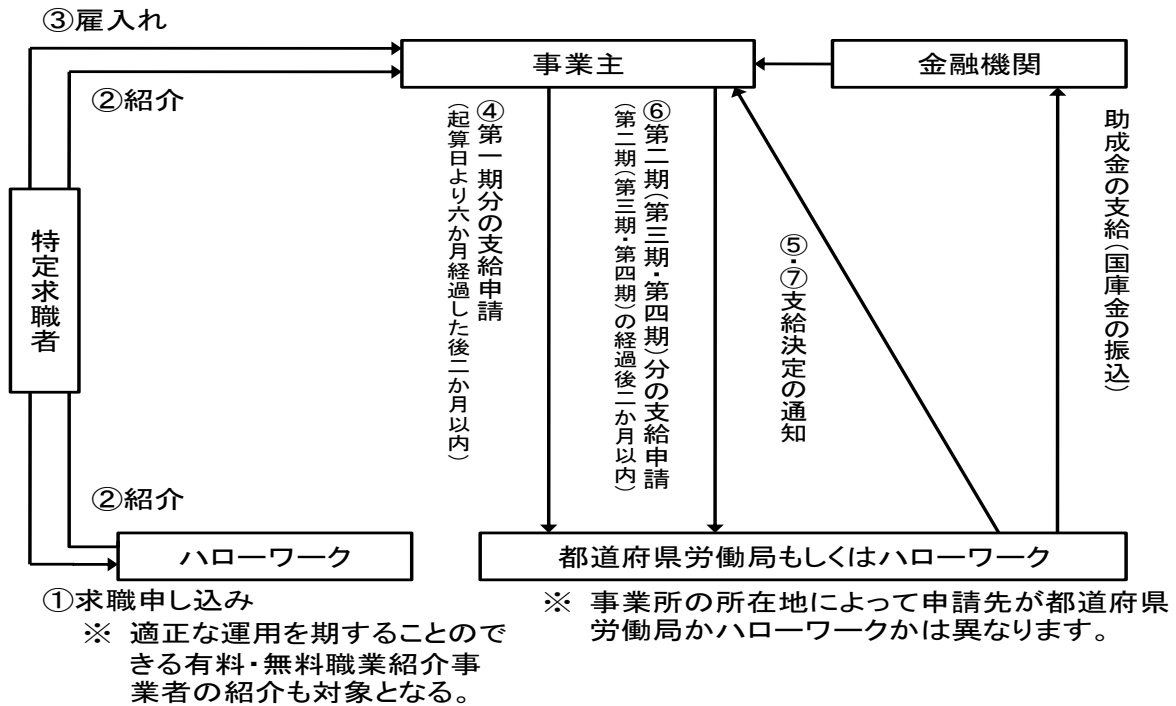 ③雇入れ
事業主
金融機関
②紹介
④第一期分の支給申請
（起算日より六か月経過した後二か月以内）
⑥第二期（第三期・第四期）分の支給申請
（第二期（第三期・第四期）の経過後二か月以内）
⑤・⑦支給決定の通知
助成金の支給（国庫金の振込）
特定求職者
②紹介
ハローワーク
都道府県労働局もしくはハローワーク
①求職申し込み
※ 適正な運用を期することので
きる有料・無料職業紹介事
業者の紹介も対象となる。
※ 事業所の所在地によって申請先が都道府県
労働局かハローワークかは異なります。